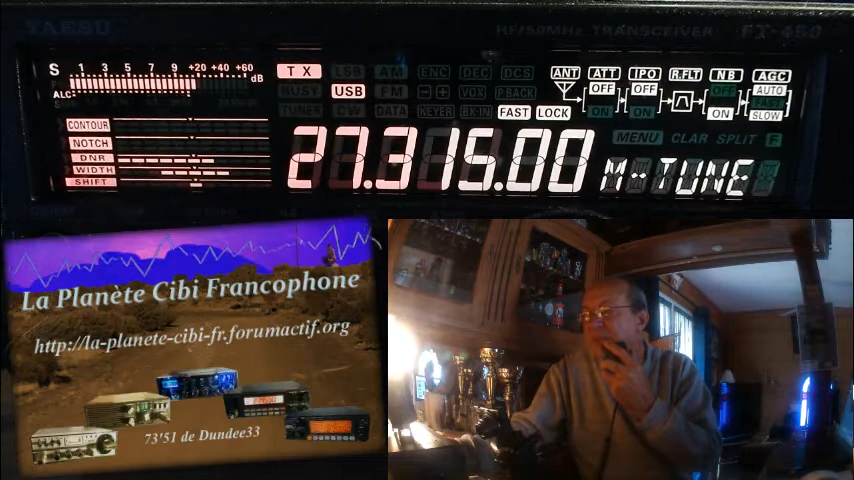 YAESU HF/50MHz TRANSCEIVER FT-450
S 1 3 5 7 9 +20 +40 +60 dB
ALC
TX LSB AM ENC DEC DCS
BUSY USB FM VOX P.BACK
TUNER CW DATA KEYER BK-IN FAST LOCK
ANT ATT IPO R.FLT NB AGC
OFF OFF OFF AUTO
FAST
ON ON ON SLOW
CONTOUR
NOTCH
DNR
WIDTH
SHIFT
MENU CLAR SPLIT F
27.315.00 M-TUNE
La Planète Cibi Francophone
http://la-planete-cibi-fr.forumactif.org
73'51 de Dundee33